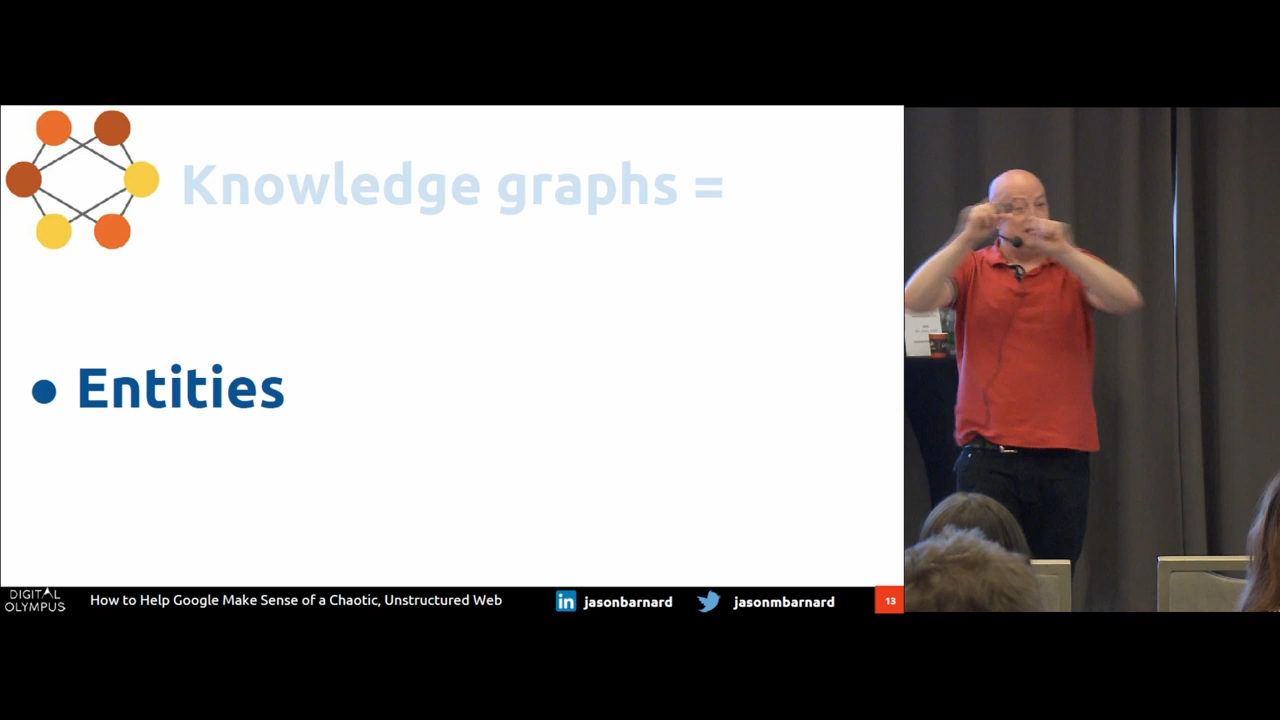 Knowledge graphs =
● Entities
DIGITAL
OLYMPUS
How to Help Google Make Sense of a Chaotic, Unstructured Web
in jasonbarnard
jasonmbarnard
13